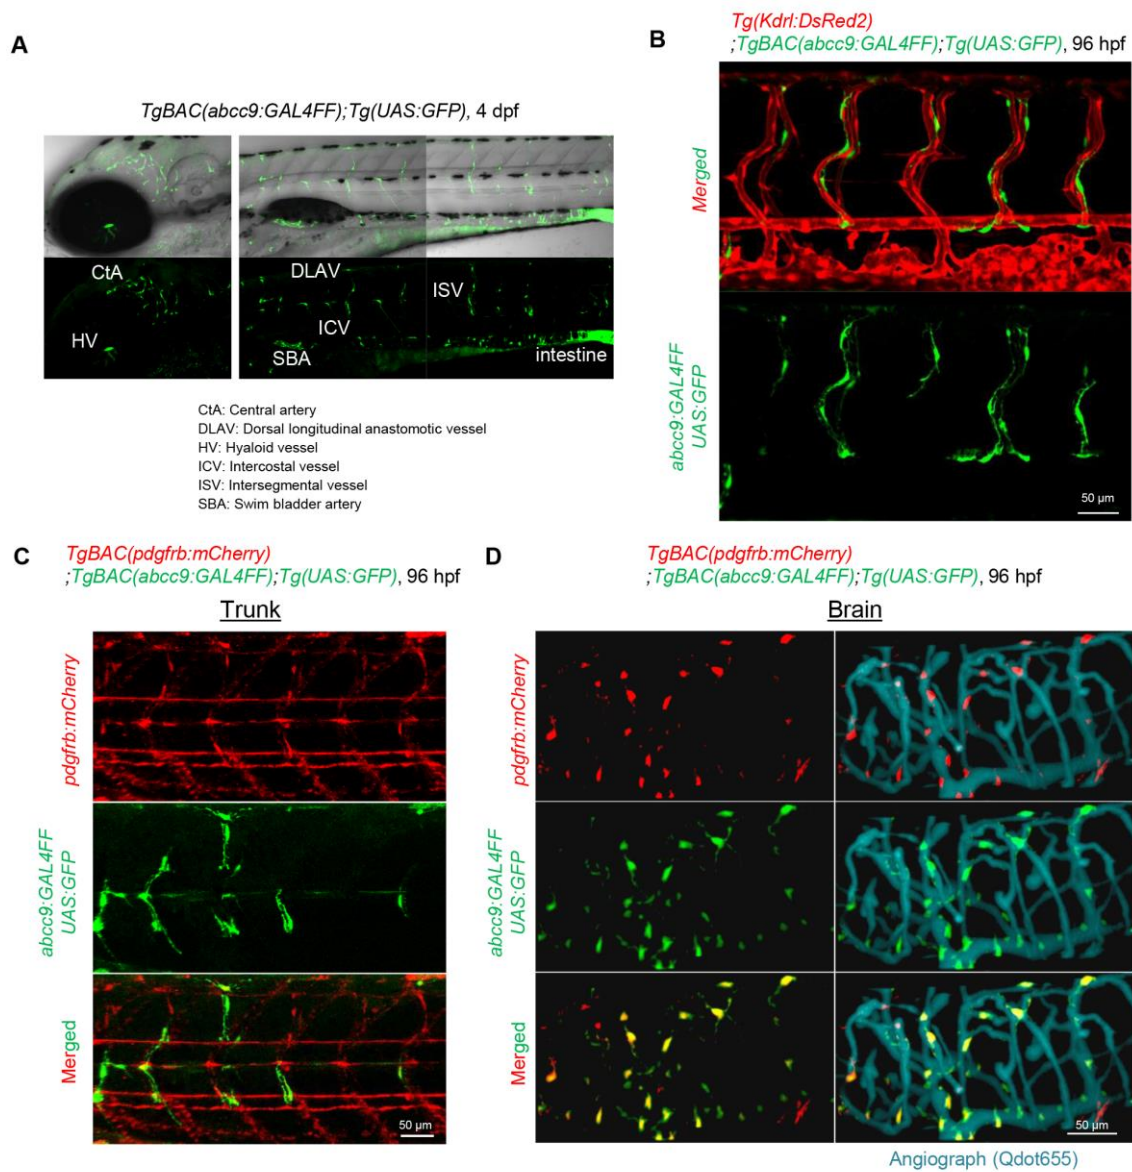 A
TgBAC(abcc9:GAL4FF);Tg(UAS:GFP), 4 dpf
CtA
HV
DLAV
ICV
SBA
ISV
intestine
CtA: Central artery
DLAV: Dorsal longitudinal anastomotic vessel
HV: Hyaloid vessel
ICV: Intercostal vessel
ISV: Intersegmental vessel
SBA: Swim bladder artery
B
Tg(Kdrl:DsRed2)
;TgBAC(abcc9:GAL4FF);Tg(UAS:GFP), 96 hpf
Merged
abcc9:GAL4FF
UAS:GFP
50 µm
C
TgBAC(pdgfrb:mCherry)
;TgBAC(abcc9:GAL4FF);Tg(UAS:GFP), 96 hpf
Trunk
pdgfrb:mCherry
abcc9:GAL4FF
UAS:GFP
Merged
50 µm
D
TgBAC(pdgfrb:mCherry)
;TgBAC(abcc9:GAL4FF);Tg(UAS:GFP), 96 hpf
Brain
pdgfrb:mCherry
abcc9:GAL4FF
UAS:GFP
Merged
50 µm
Angiograph (Qdot655)